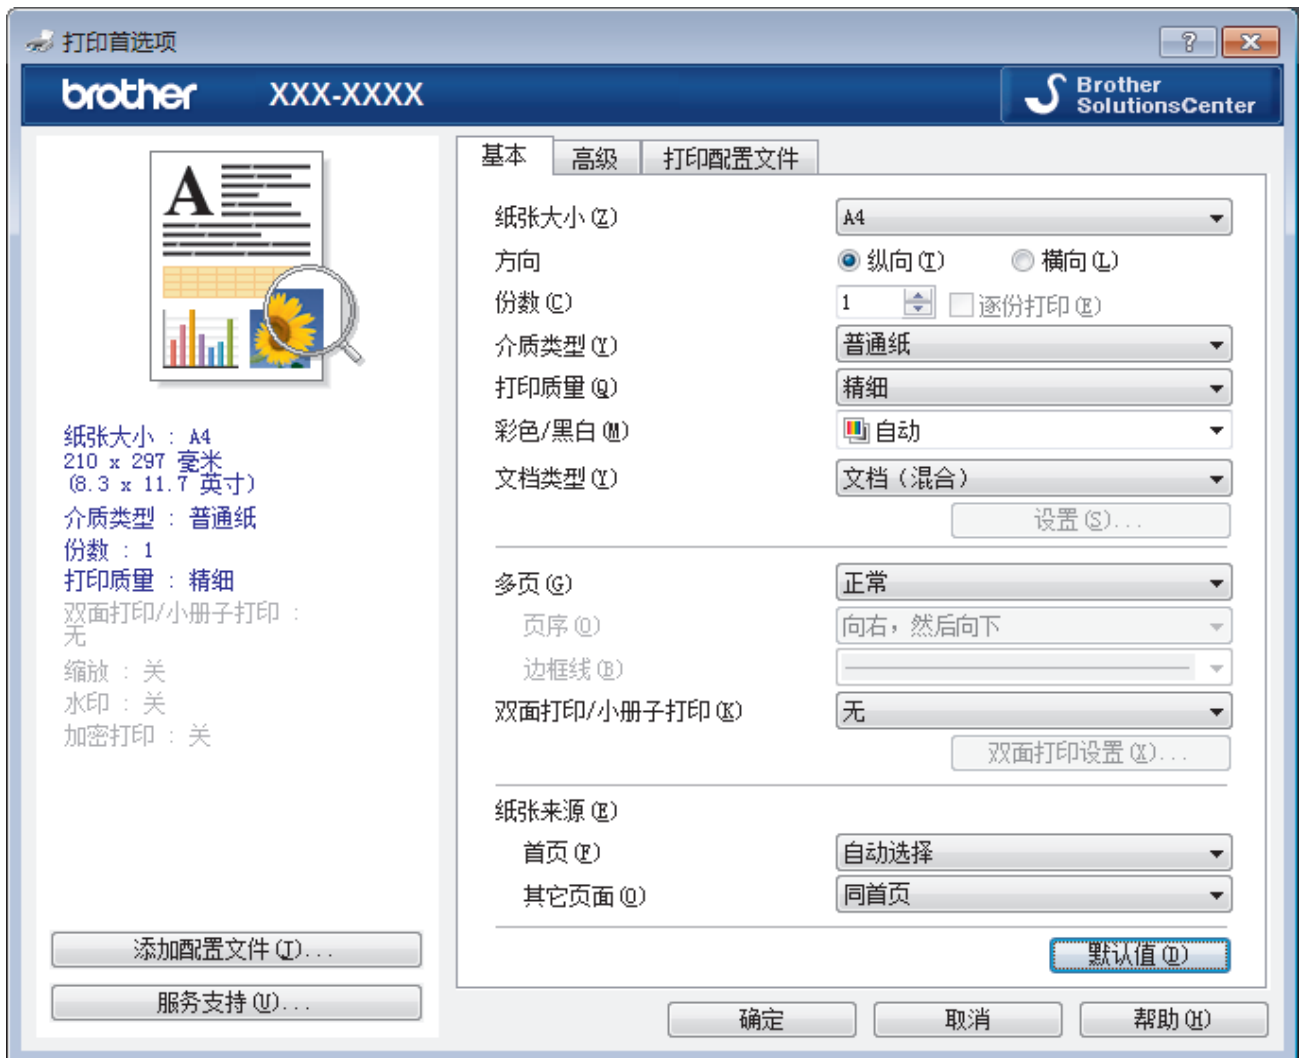 打印首选项
brother XXX-XXXX
Brother
SolutionsCenter
A
纸张大小 : A4
210 x 297 毫米
(8.3 x 11.7 英寸)
介质类型 : 普通纸
份数 : 1
打印质量 : 精细
双面打印/小册子打印 :
无
缩放 : 关
水印 : 关
加密打印 : 关
添加配置文件(J)...
服务支持(U)...
基本 高级 打印配置文件
纸张大小(Z) A4
方向 纵向(T) 横向(L)
份数(C) 1 逐份打印(E)
介质类型(Y) 普通纸
打印质量(Q) 精细
彩色/黑白(M) 自动
文档类型(Y) 文档（混合）
设置(S)...
多页(G) 正常
页序(O) 向右，然后向下
边框线(B)
双面打印/小册子打印(K) 无
双面打印设置(X)...
纸张来源(E)
首页(F) 自动选择
其它页面(O) 同首页
默认值(D)
确定 取消 帮助(H)